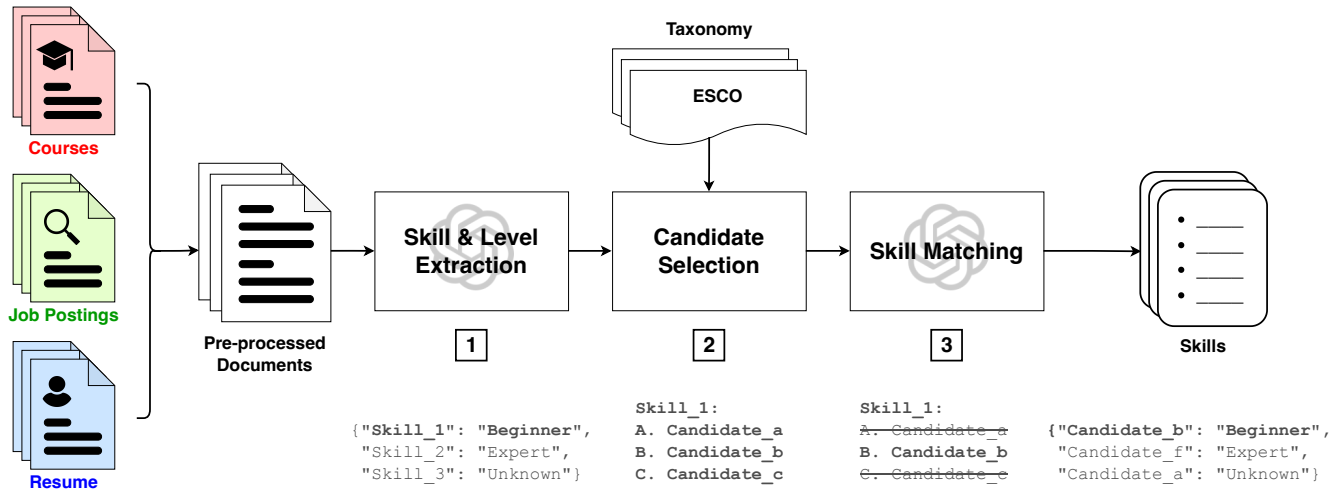 Courses
Job Postings
Resume
Pre-processed
Documents
Taxonomy
ESCO
Skill & Level
Extraction
Candidate
Selection
Skill Matching
Skills
1
2
3
{"Skill_1": "Beginner",
"Skill_2": "Expert",
"Skill_3": "Unknown"}
Skill_1:
A. Candidate_a
B. Candidate_b
C. Candidate_c
Skill_1:
A. Candidate_a
B. Candidate_b
C. Candidate_c
{"Candidate_b": "Beginner",
"Candidate_f": "Expert",
"Candidate_a": "Unknown"}